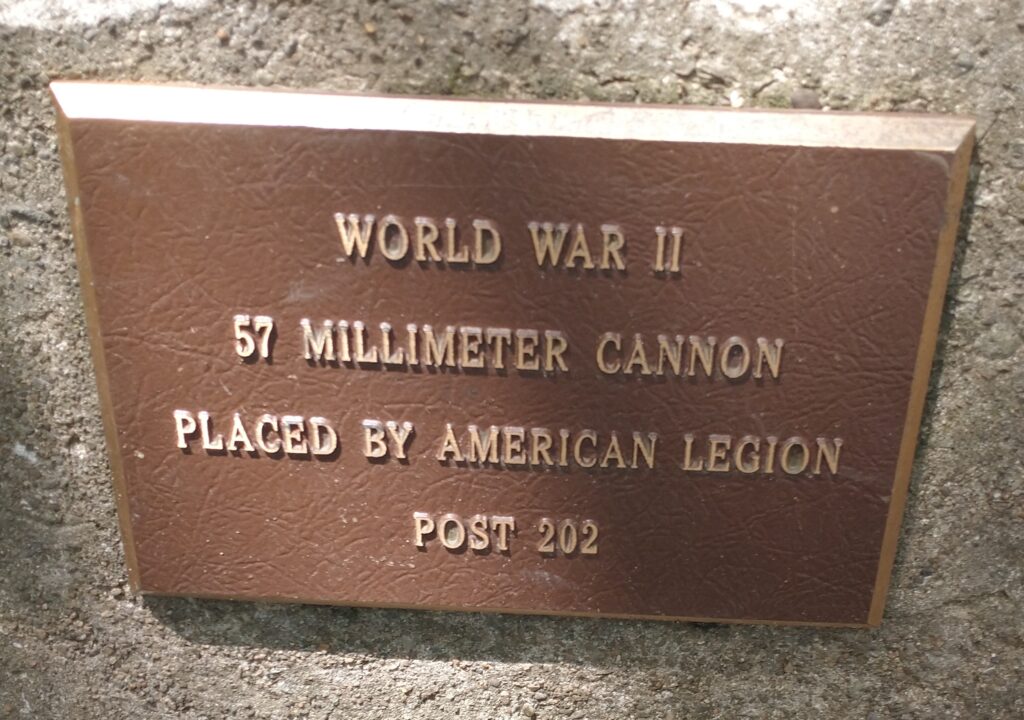 WORLD WAR II
57 MILLIMETER CANNON
PLACED BY AMERICAN LEGION
POST 202